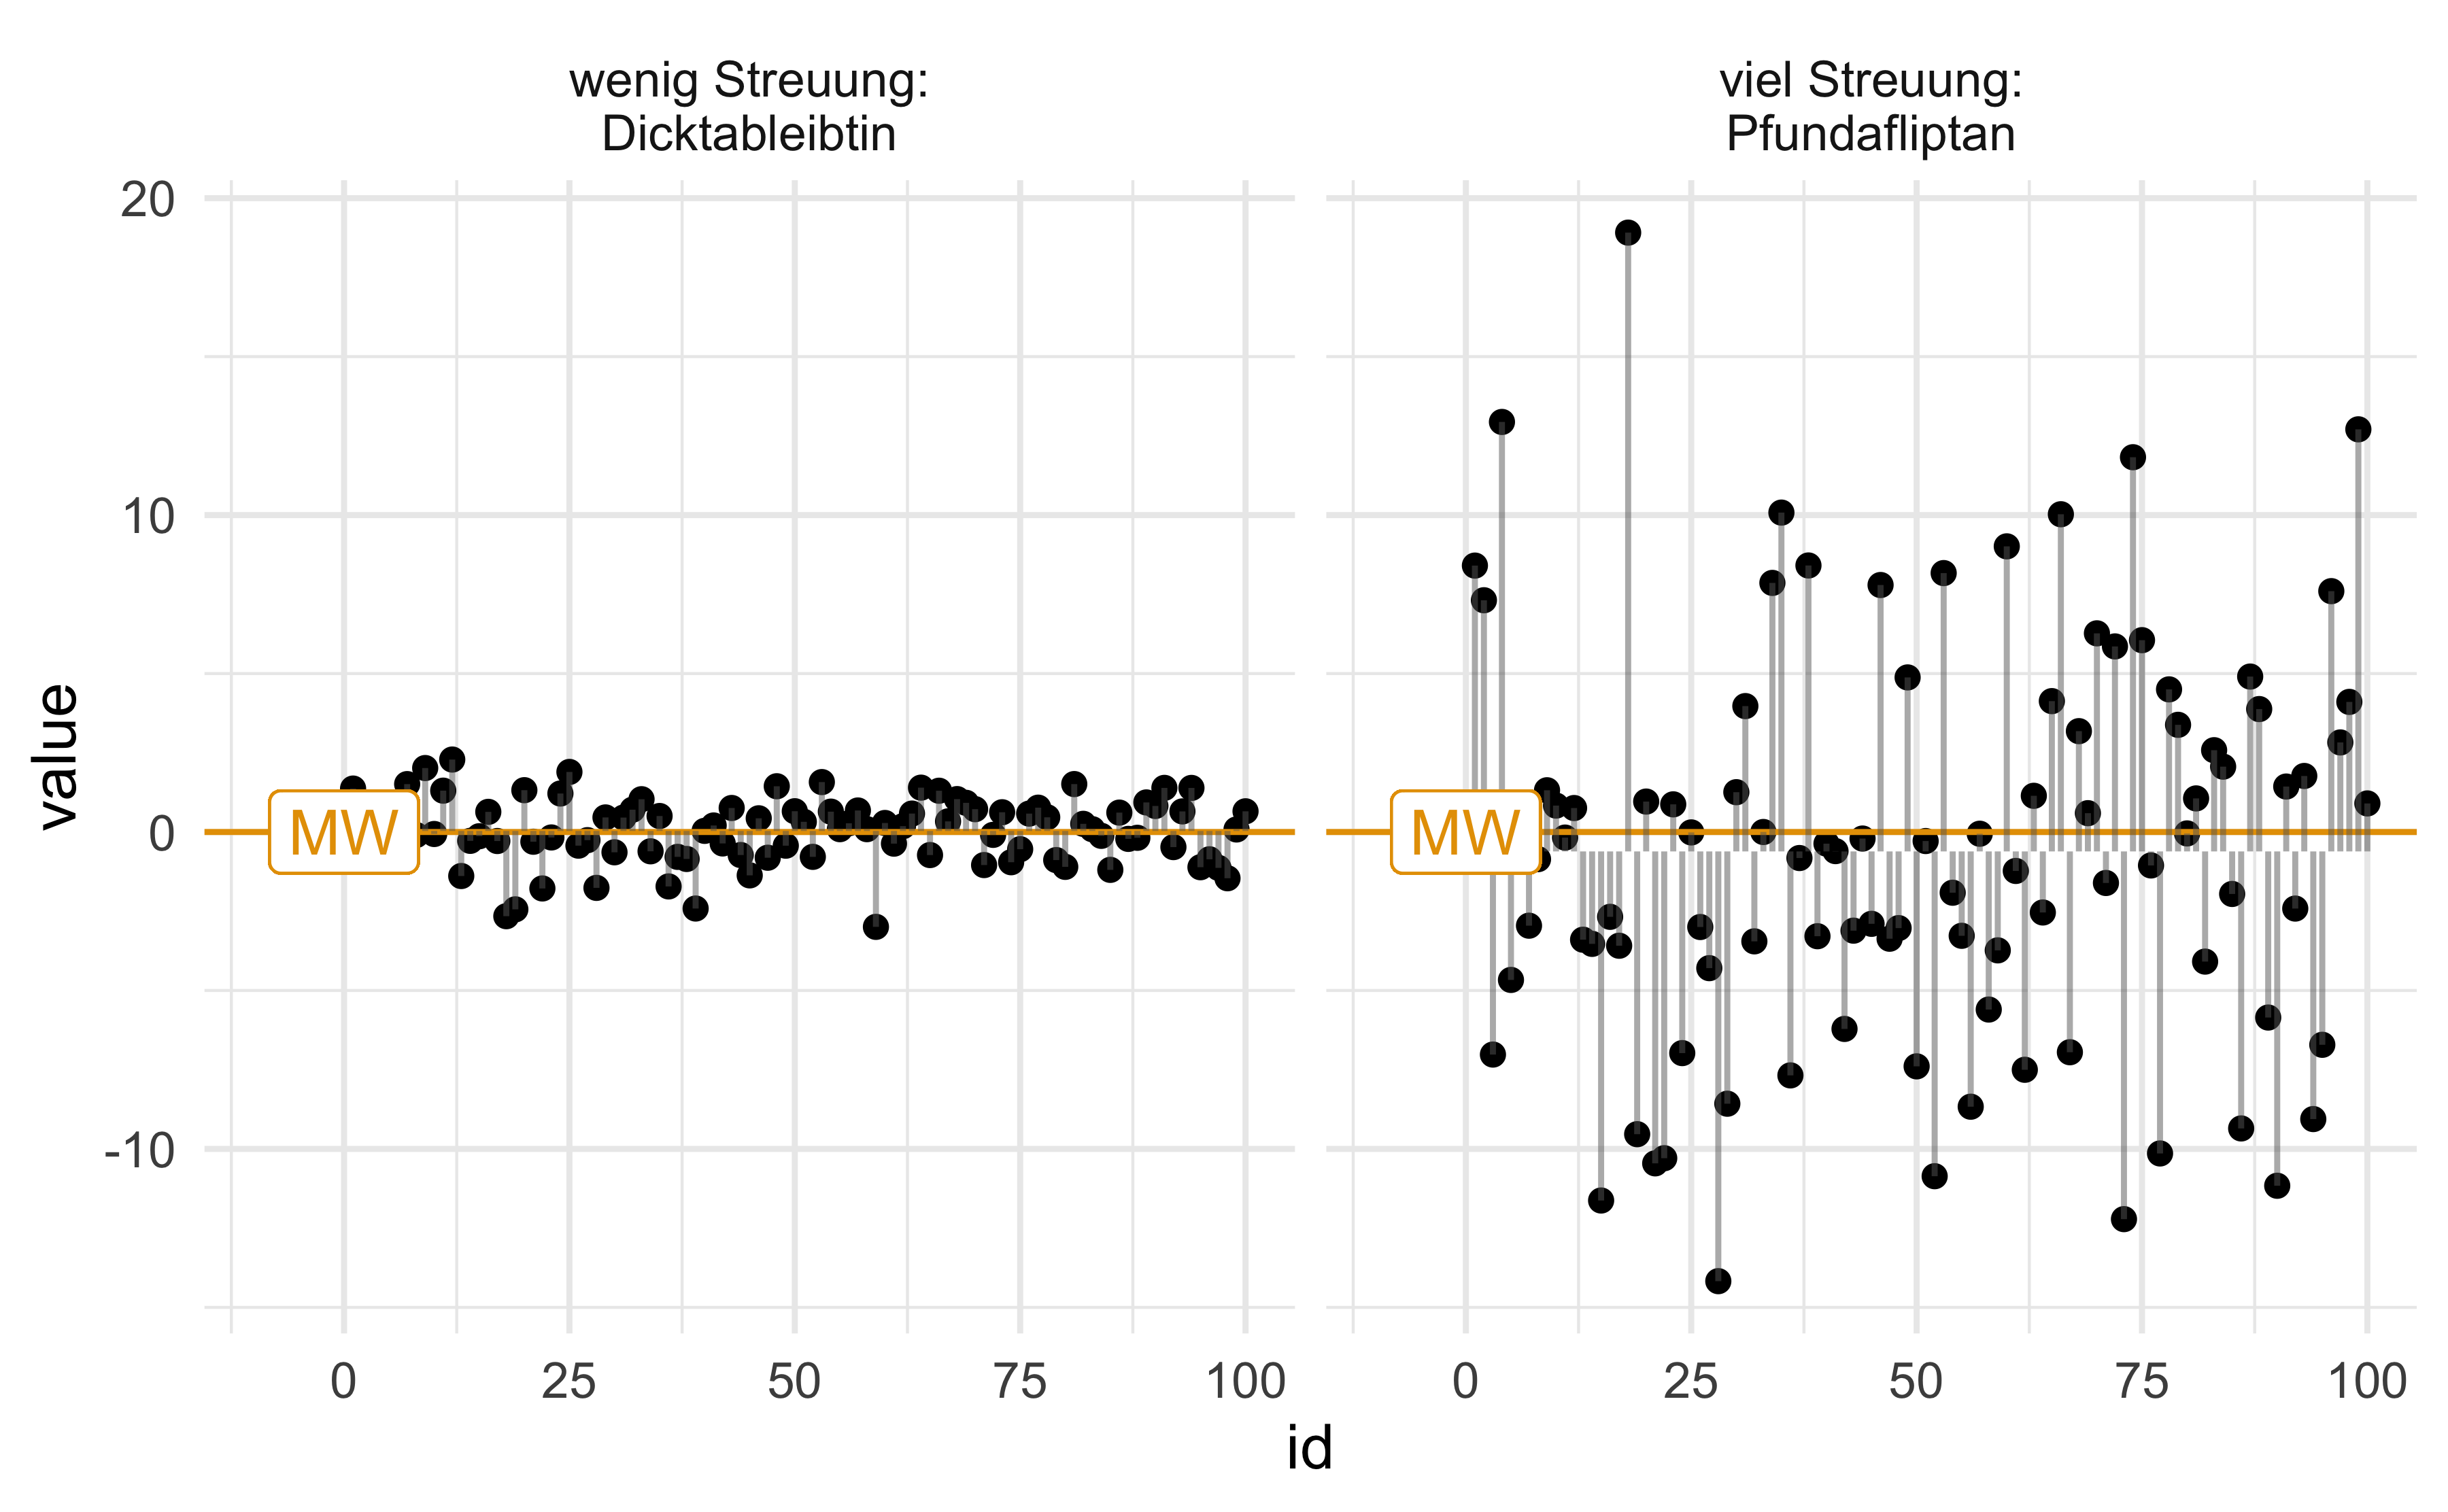 wenig Streuung:
Dicktableibtin
viel Streuung:
Pfundafliptan
20
10
0
-10
value
MW
MW
0 25 50 75 100
0 25 50 75 100
id